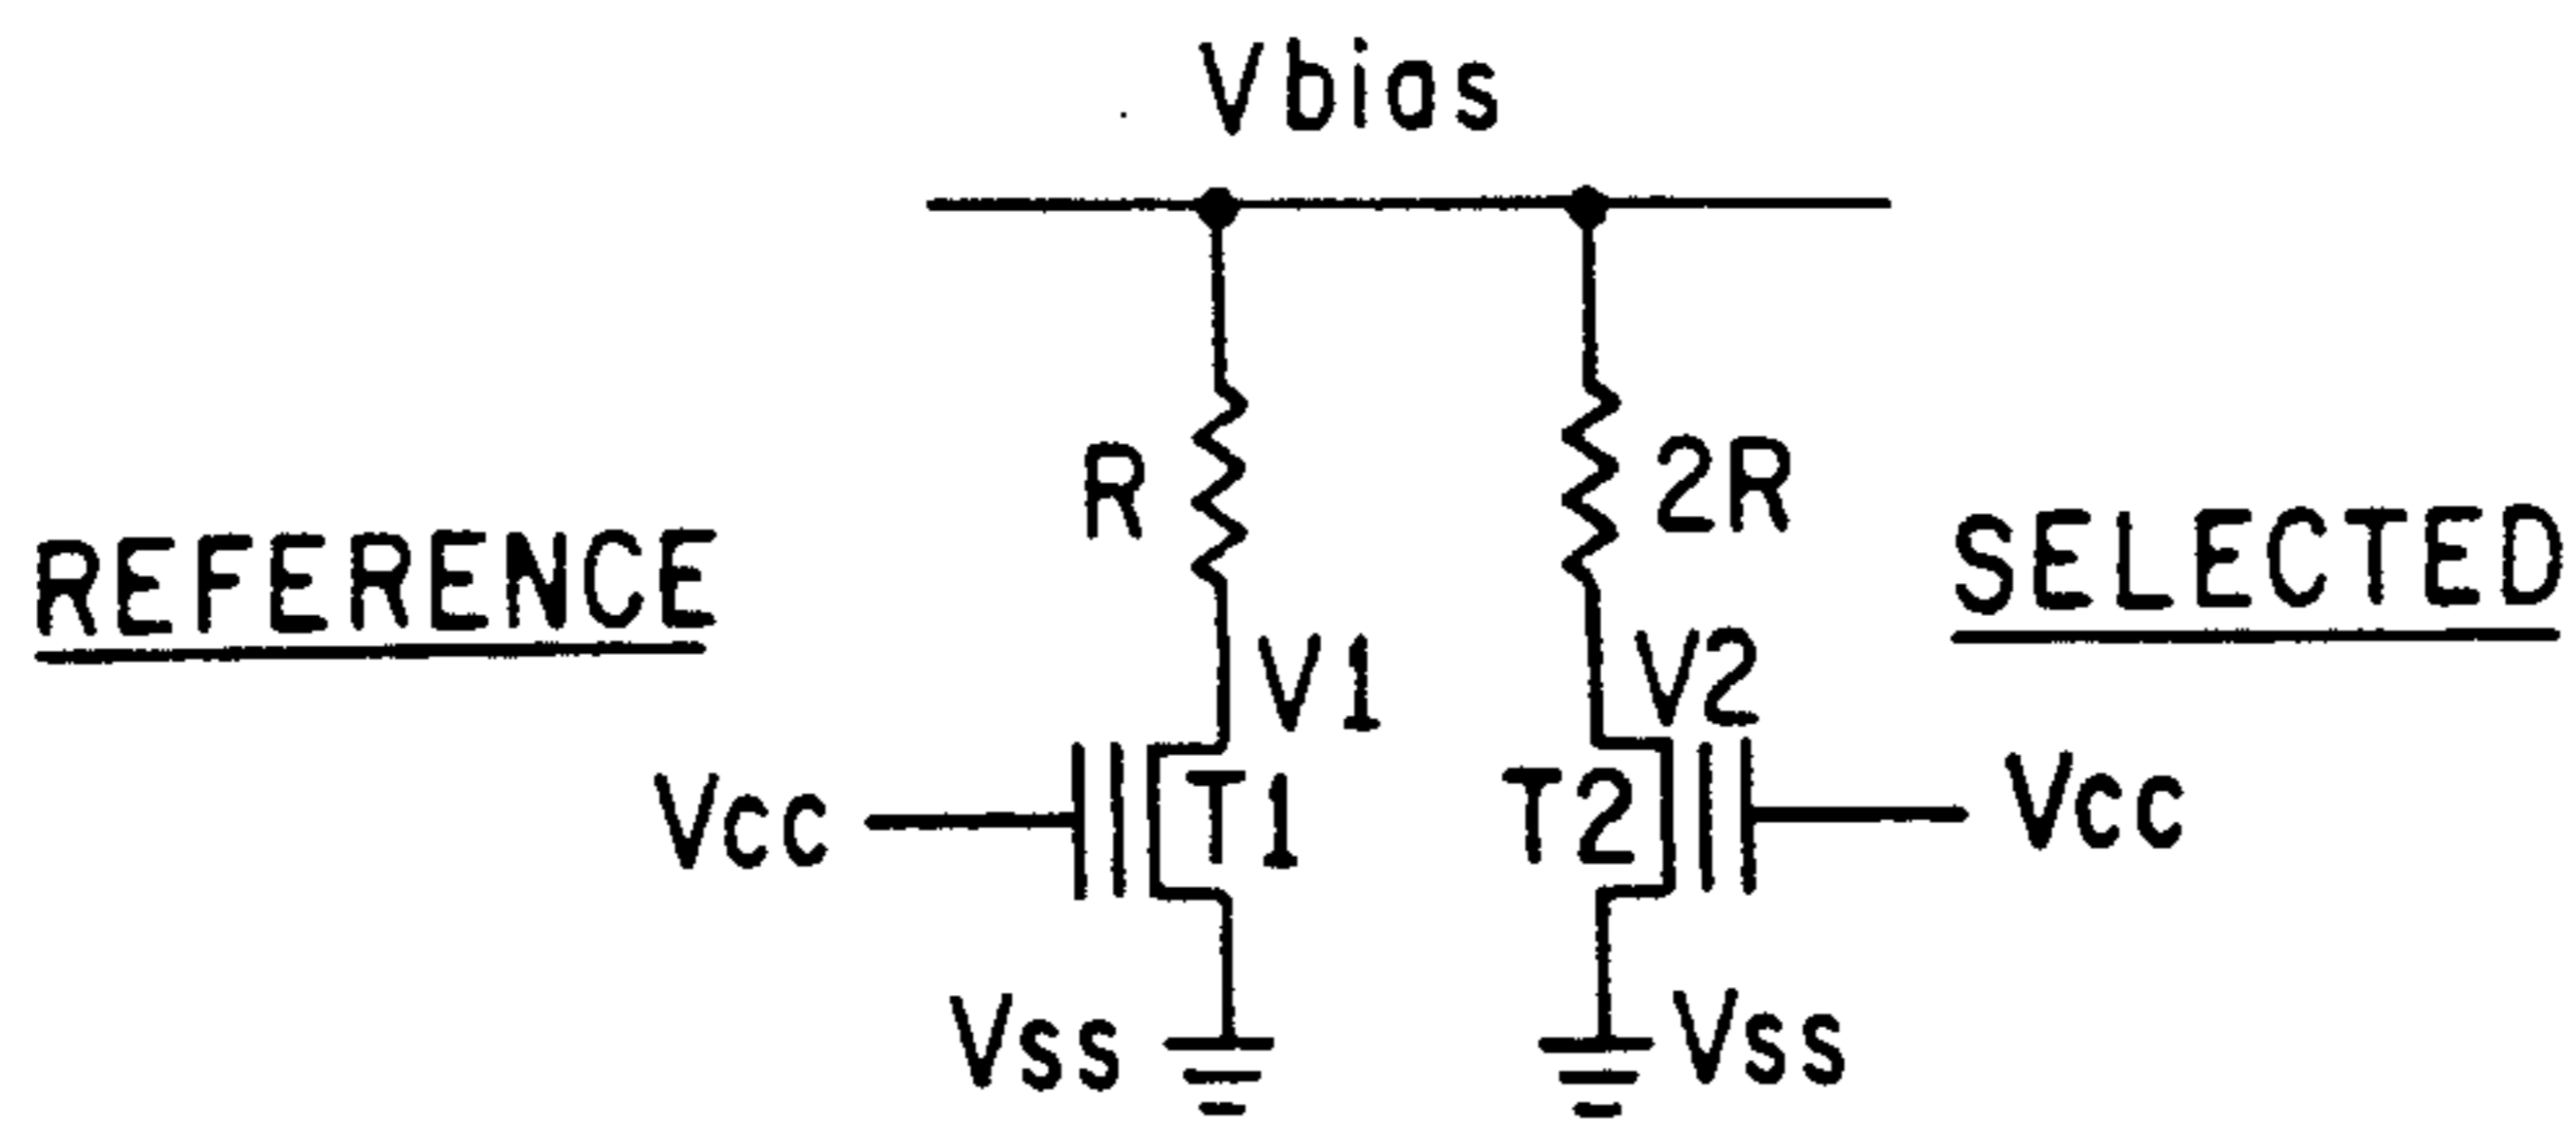 Vbias
R
2R
REFERENCE
SELECTED
V1
V2
Vcc
T1
T2
Vcc
Vss
Vss